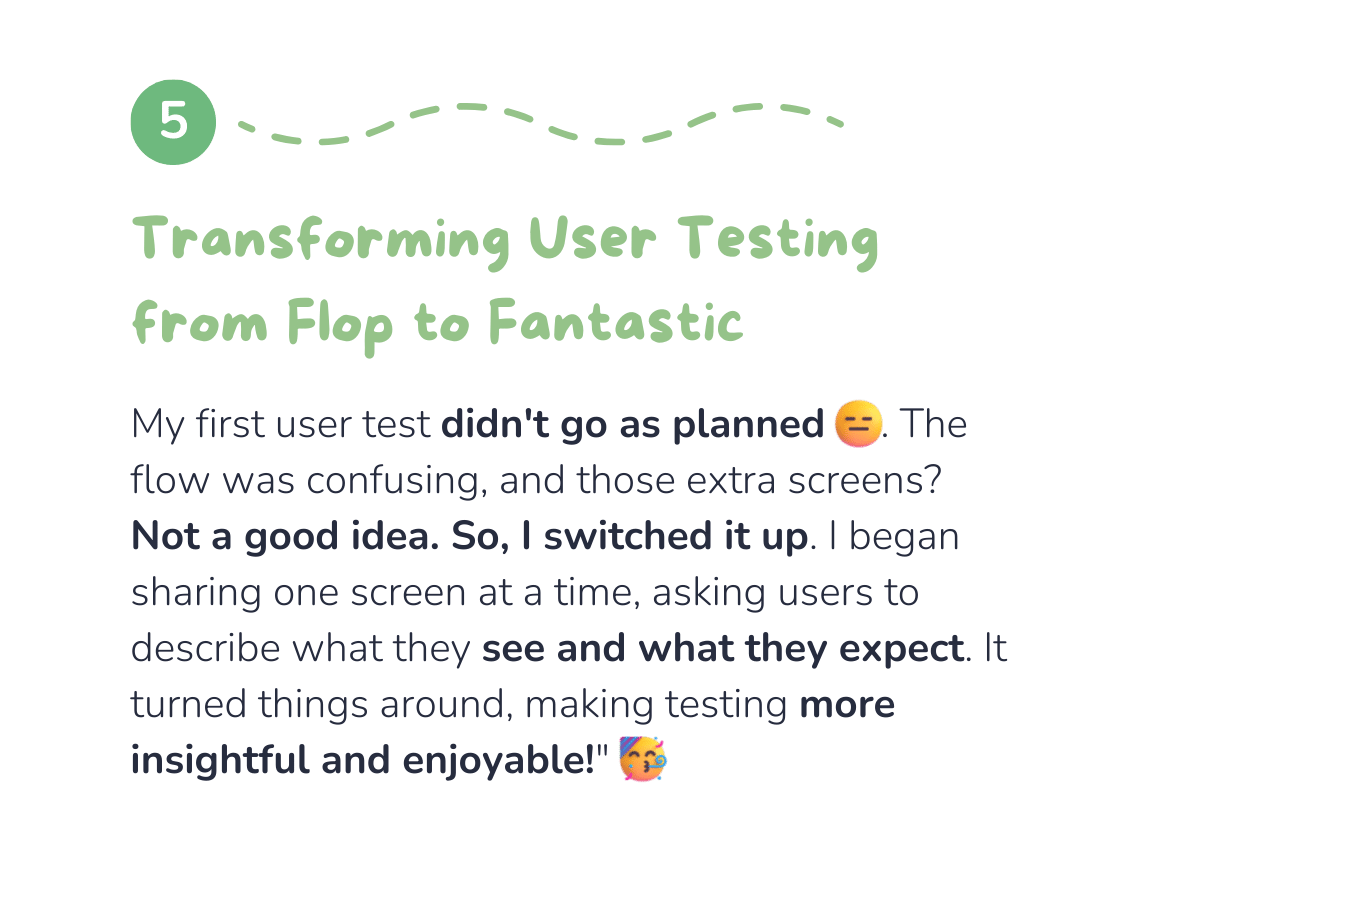 5
Transforming User Testing
from Flop to Fantastic
My first user test didn't go as planned 😑. The
flow was confusing, and those extra screens?
Not a good idea. So, I switched it up. I began
sharing one screen at a time, asking users to
describe what they see and what they expect. It
turned things around, making testing more
insightful and enjoyable!" 🥳